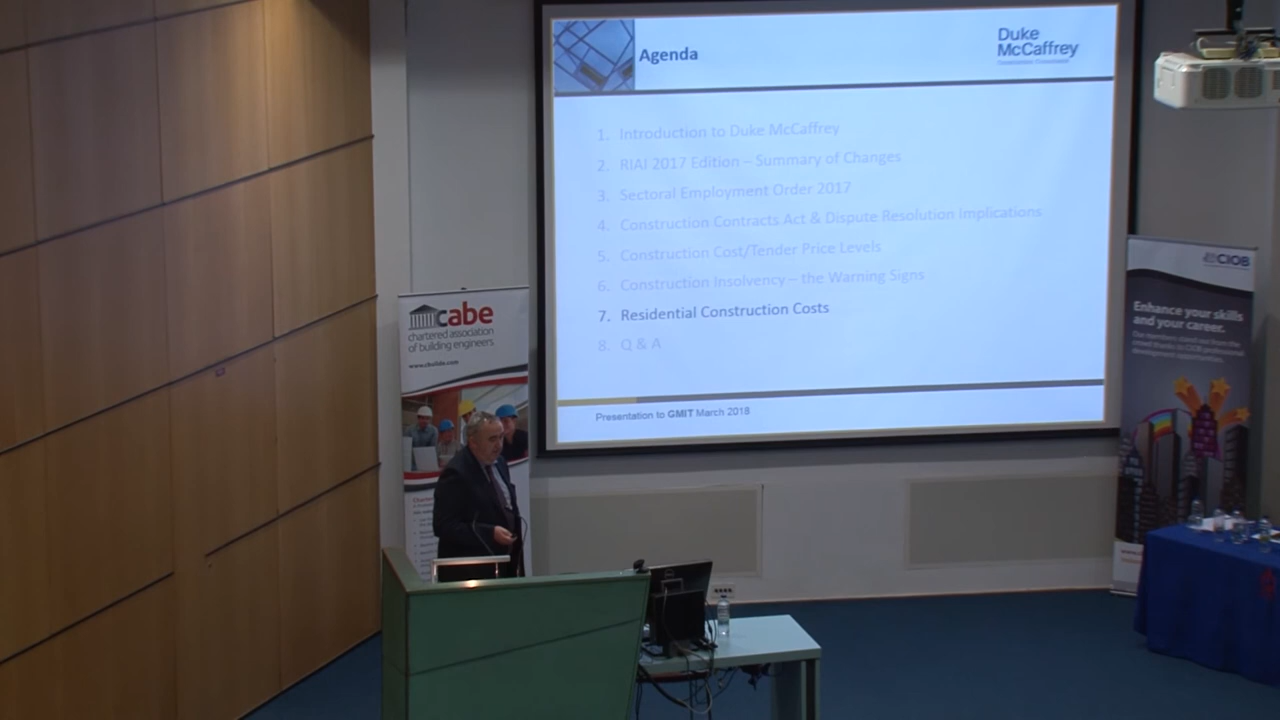 Agenda
Duke
McCaffrey
1. Introduction to Duke McCaffrey
2. RIAI 2017 Edition – Summary of Changes
3. Sectoral Employment Order 2017
4. Construction Contracts Act & Dispute Resolution Implications
5. Construction Cost/Tender Price Levels
6. Construction Insolvency – the Warning Signs
7. Residential Construction Costs
8. Q & A
Presentation to GMIT March 2018
cabe
chartered association
of building engineers
www.cbuilde.com
CIOB
Enhance your skills
and your career.